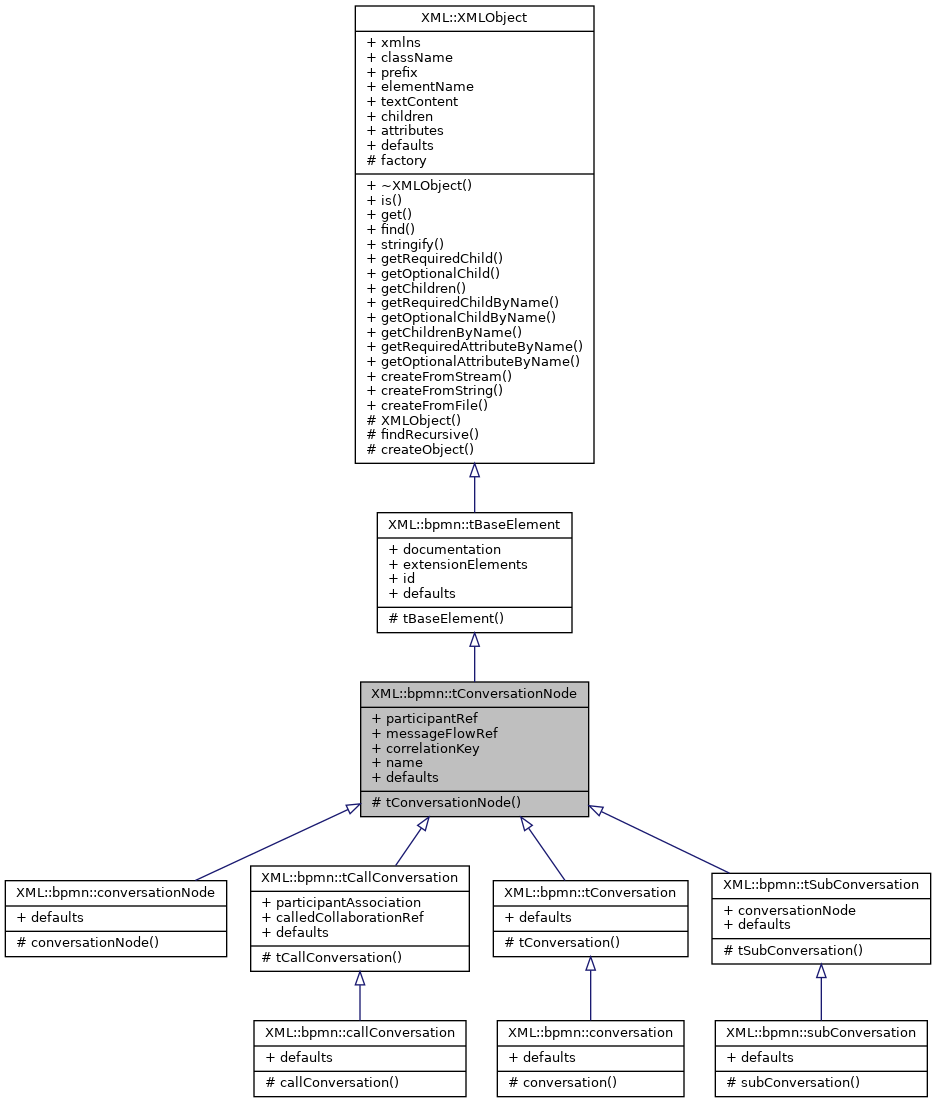 XML::XMLObject
+ xmlns
+ className
+ prefix
+ elementName
+ textContent
+ children
+ attributes
+ defaults
# factory
+ ~XMLObject()
+ is()
+ get()
+ find()
+ stringify()
+ getRequiredChild()
+ getOptionalChild()
+ getChildren()
+ getRequiredChildByName()
+ getOptionalChildByName()
+ getChildrenByName()
+ getRequiredAttributeByName()
+ getOptionalAttributeByName()
+ createFromStream()
+ createFromString()
+ createFromFile()
# XMLObject()
# findRecursive()
# createObject()
XML::bpmn::tBaseElement
+ documentation
+ extensionElements
+ id
+ defaults
# tBaseElement()
XML::bpmn::tConversationNode
+ participantRef
+ messageFlowRef
+ correlationKey
+ name
+ defaults
# tConversationNode()
XML::bpmn::conversationNode
+ defaults
# conversationNode()
XML::bpmn::tCallConversation
+ participantAssociation
+ calledCollaborationRef
+ defaults
# tCallConversation()
XML::bpmn::tConversation
+ defaults
# tConversation()
XML::bpmn::tSubConversation
+ conversationNode
+ defaults
# tSubConversation()
XML::bpmn::callConversation
+ defaults
# callConversation()
XML::bpmn::conversation
+ defaults
# conversation()
XML::bpmn::subConversation
+ defaults
# subConversation()